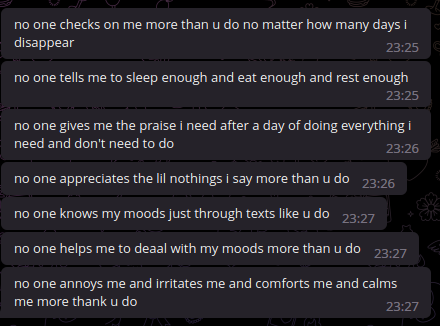 no one checks on me more than u do no matter how many days i
disappear
23:25
no one tells me to sleep enough and eat enough and rest enough
23:25
no one gives me the praise i need after a day of doing everything i
need and don't need to do
23:26
no one appreciates the lil nothings i say more than u do 23:26
no one knows my moods just through texts like u do 23:27
no one helps me to deaal with my moods more than u do 23:27
no one annoys me and irritates me and comforts me and calms
me more thank u do
23:27